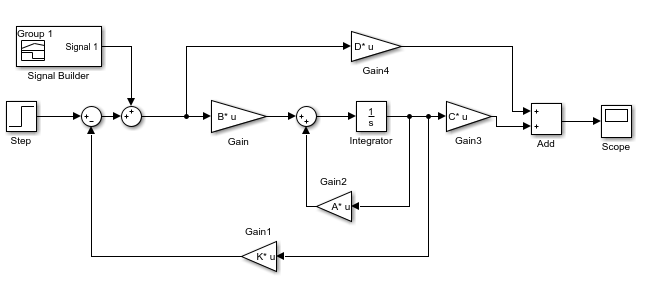 Group 1
Signal 1
Signal Builder
D* u
Gain4
Step
B* u
Gain
1
s
Integrator
C* u
Gain3
Add
Scope
Gain2
A* u
Gain1
K* u